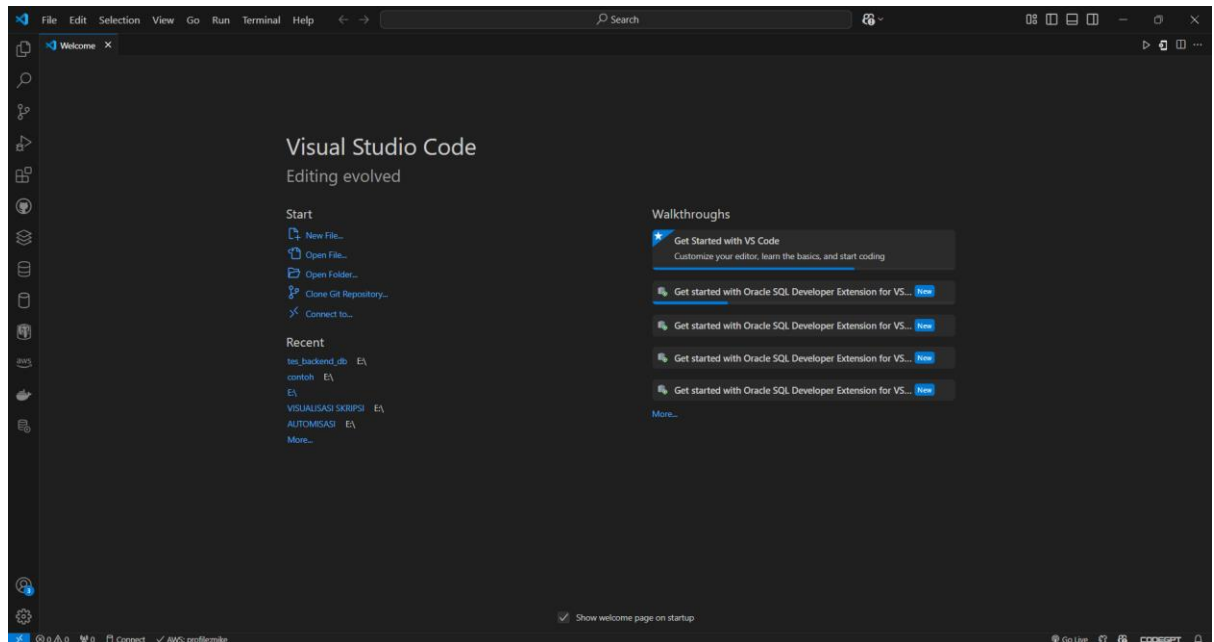 File Edit Selection View Go Run Terminal Help
Search
Welcome
Visual Studio Code
Editing evolved
Start
New File...
Open File...
Open Folder...
Clone Git Repository...
Connect to...
Recent
tes_backend_db E:\
contoh E:\
E:\
VISUALISASI SKRIPSI E:\
AUTOMISASI E:\
More...
Walkthroughs
Get Started with VS Code
Customize your editor, learn the basics, and start coding
Get started with Oracle SQL Developer Extension for VS... New
Get started with Oracle SQL Developer Extension for VS... New
Get started with Oracle SQL Developer Extension for VS... New
Get started with Oracle SQL Developer Extension for VS... New
More...
aws
Show welcome page on startup
0 0 0 Connect AWS: profile:mike Go Live CODEGPT